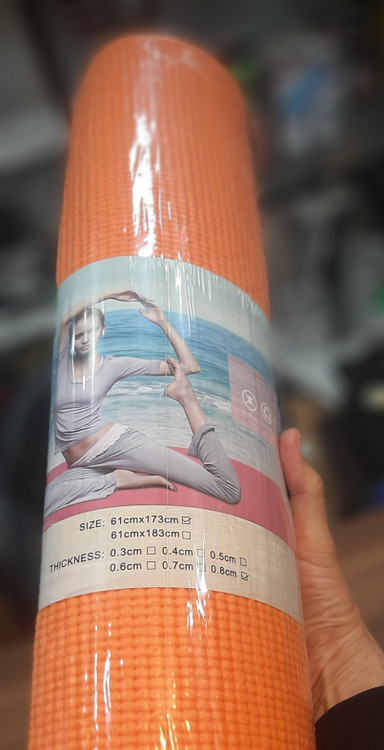 SIZE: 61cmx173cm ☑
61cmx183cm ☐
THICKNESS: 0.3cm ☐ 0.4cm ☐ 0.5cm ☐
0.6cm ☐ 0.7cm ☐ 0.8cm ☑